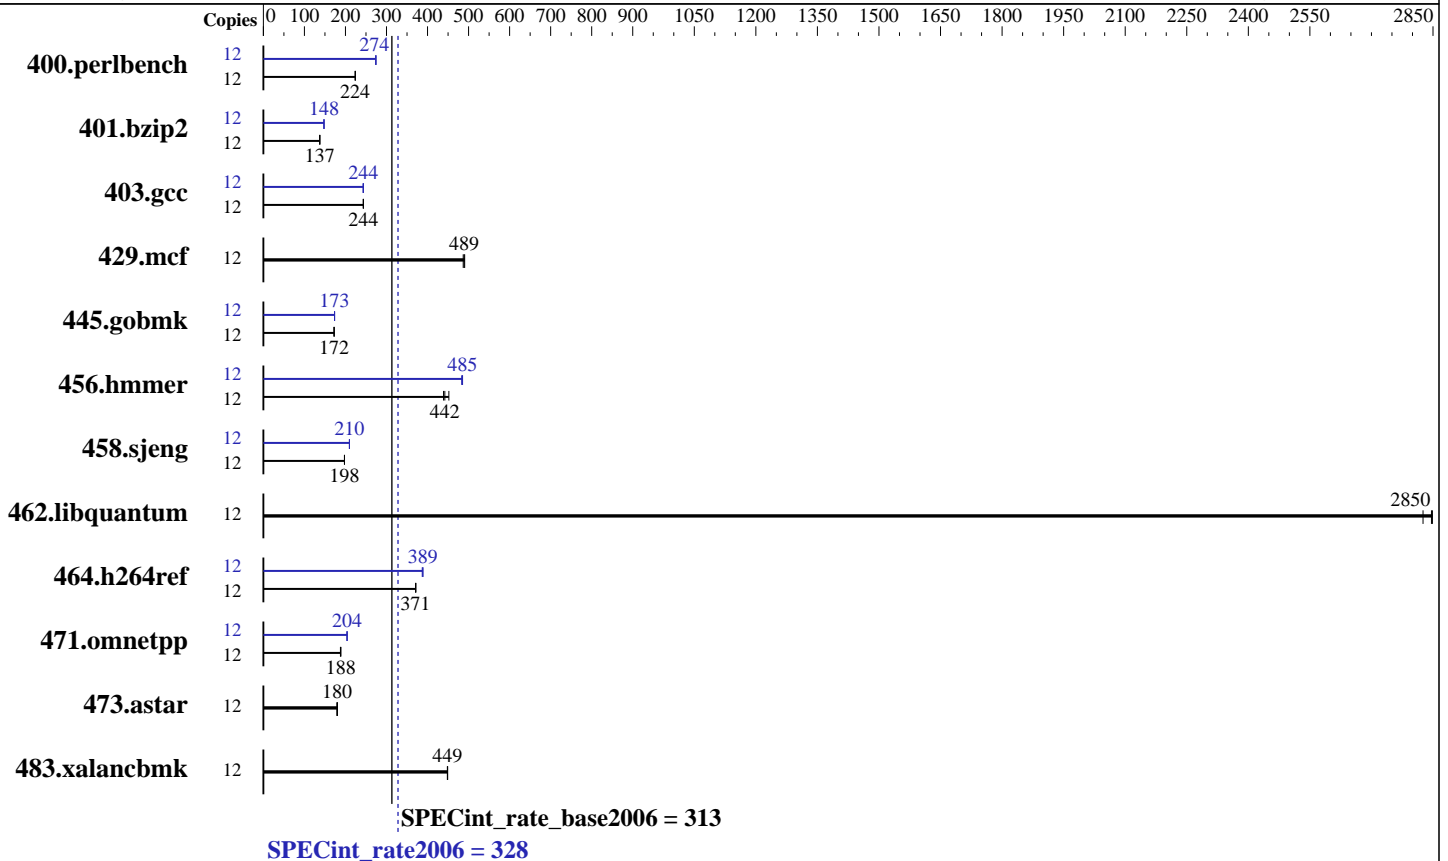 Copies 0 100 200 300 400 500 600 700 800 900 1050 1200 1350 1500 1650 1800 1950 2100 2250 2400 2550 2850
400.perlbench 12 274
12 224
401.bzip2 12 148
12 137
403.gcc 12 244
12 244
429.mcf 12 489
445.gobmk 12 173
12 172
456.hmmer 12 485
12 442
458.sjeng 12 210
12 198
462.libquantum 12 2850
464.h264ref 12 389
12 371
471.omnetpp 12 204
12 188
473.astar 12 180
483.xalancbmk 12 449
SPECint_rate_base2006 = 313
SPECint_rate2006 = 328